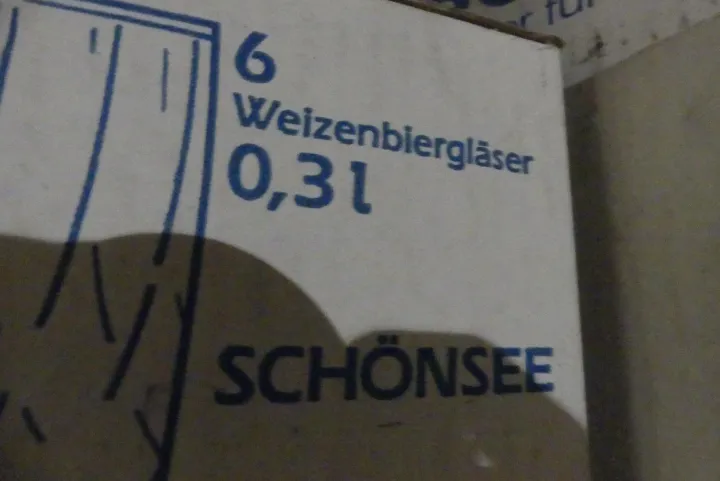 6
Weizenbiergläser
0,3 l
SCHÖNSEE